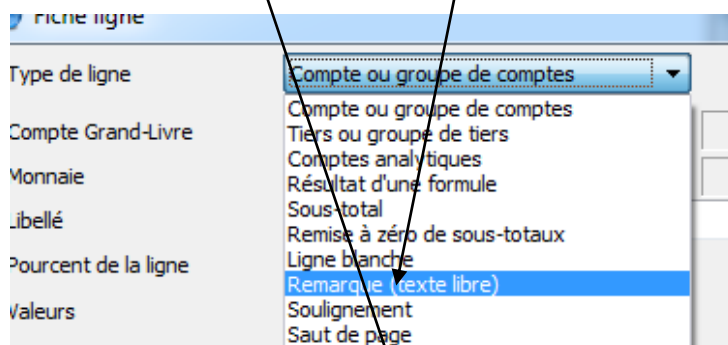 Fiche ligne
Type de ligne
Compte ou groupe de comptes
Compte ou groupe de comptes
Compte Grand-Livre
Tiers ou groupe de tiers
Comptes analytiques
Monnaie
Résultat d'une formule
Sous-total
Libellé
Remise à zéro de sous-totaux
Ligne blanche
Pourcent de la ligne
Remarque (texte libre)
Valeurs
Soulignement
Saut de page